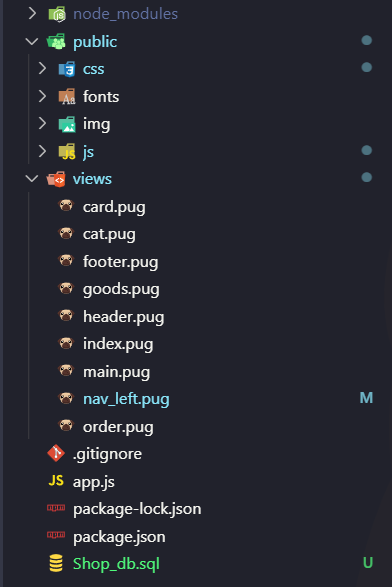 node_modules
public
css
fonts
img
js
views
card.pug
cat.pug
footer.pug
goods.pug
header.pug
index.pug
main.pug
nav_left.pug M
order.pug
.gitignore
JS app.js
package-lock.json
package.json
Shop_db.sql U